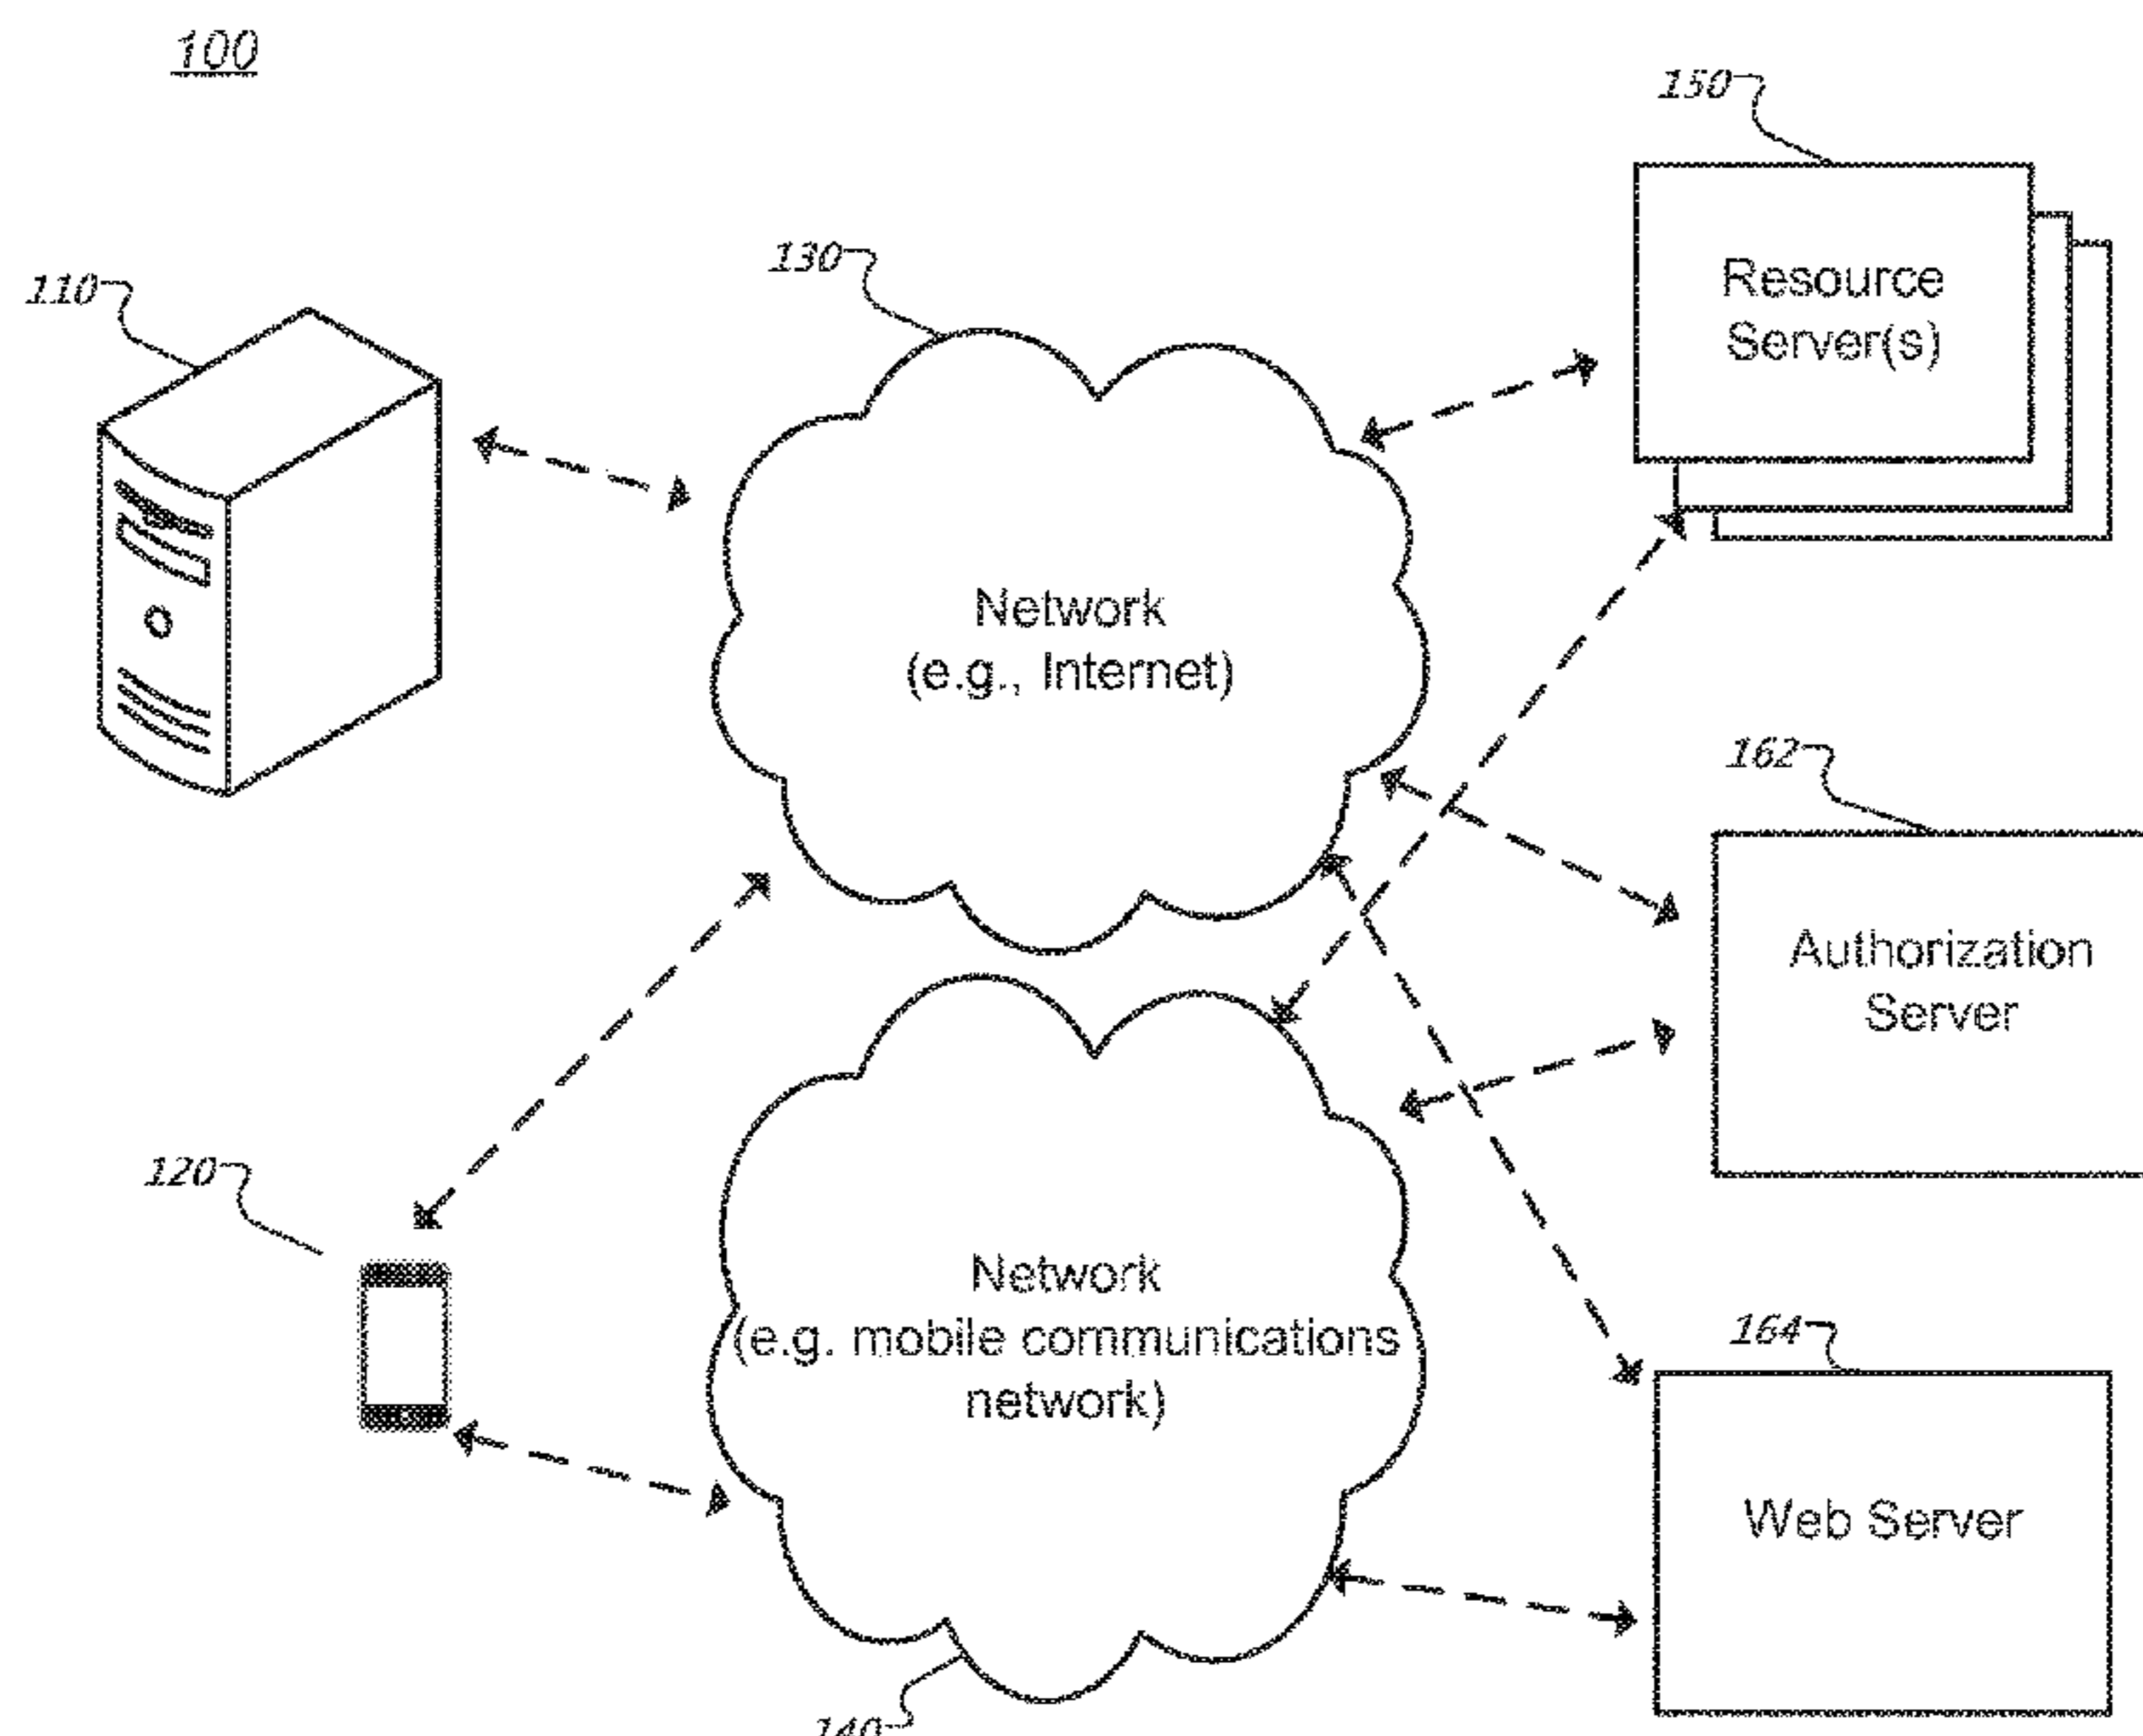 100
150
130
110
Resource
Server(s)
Network
(e.g., Internet)
162
Authorization
Server
120
Network
(e.g. mobile communications
network)
164
Web Server
140